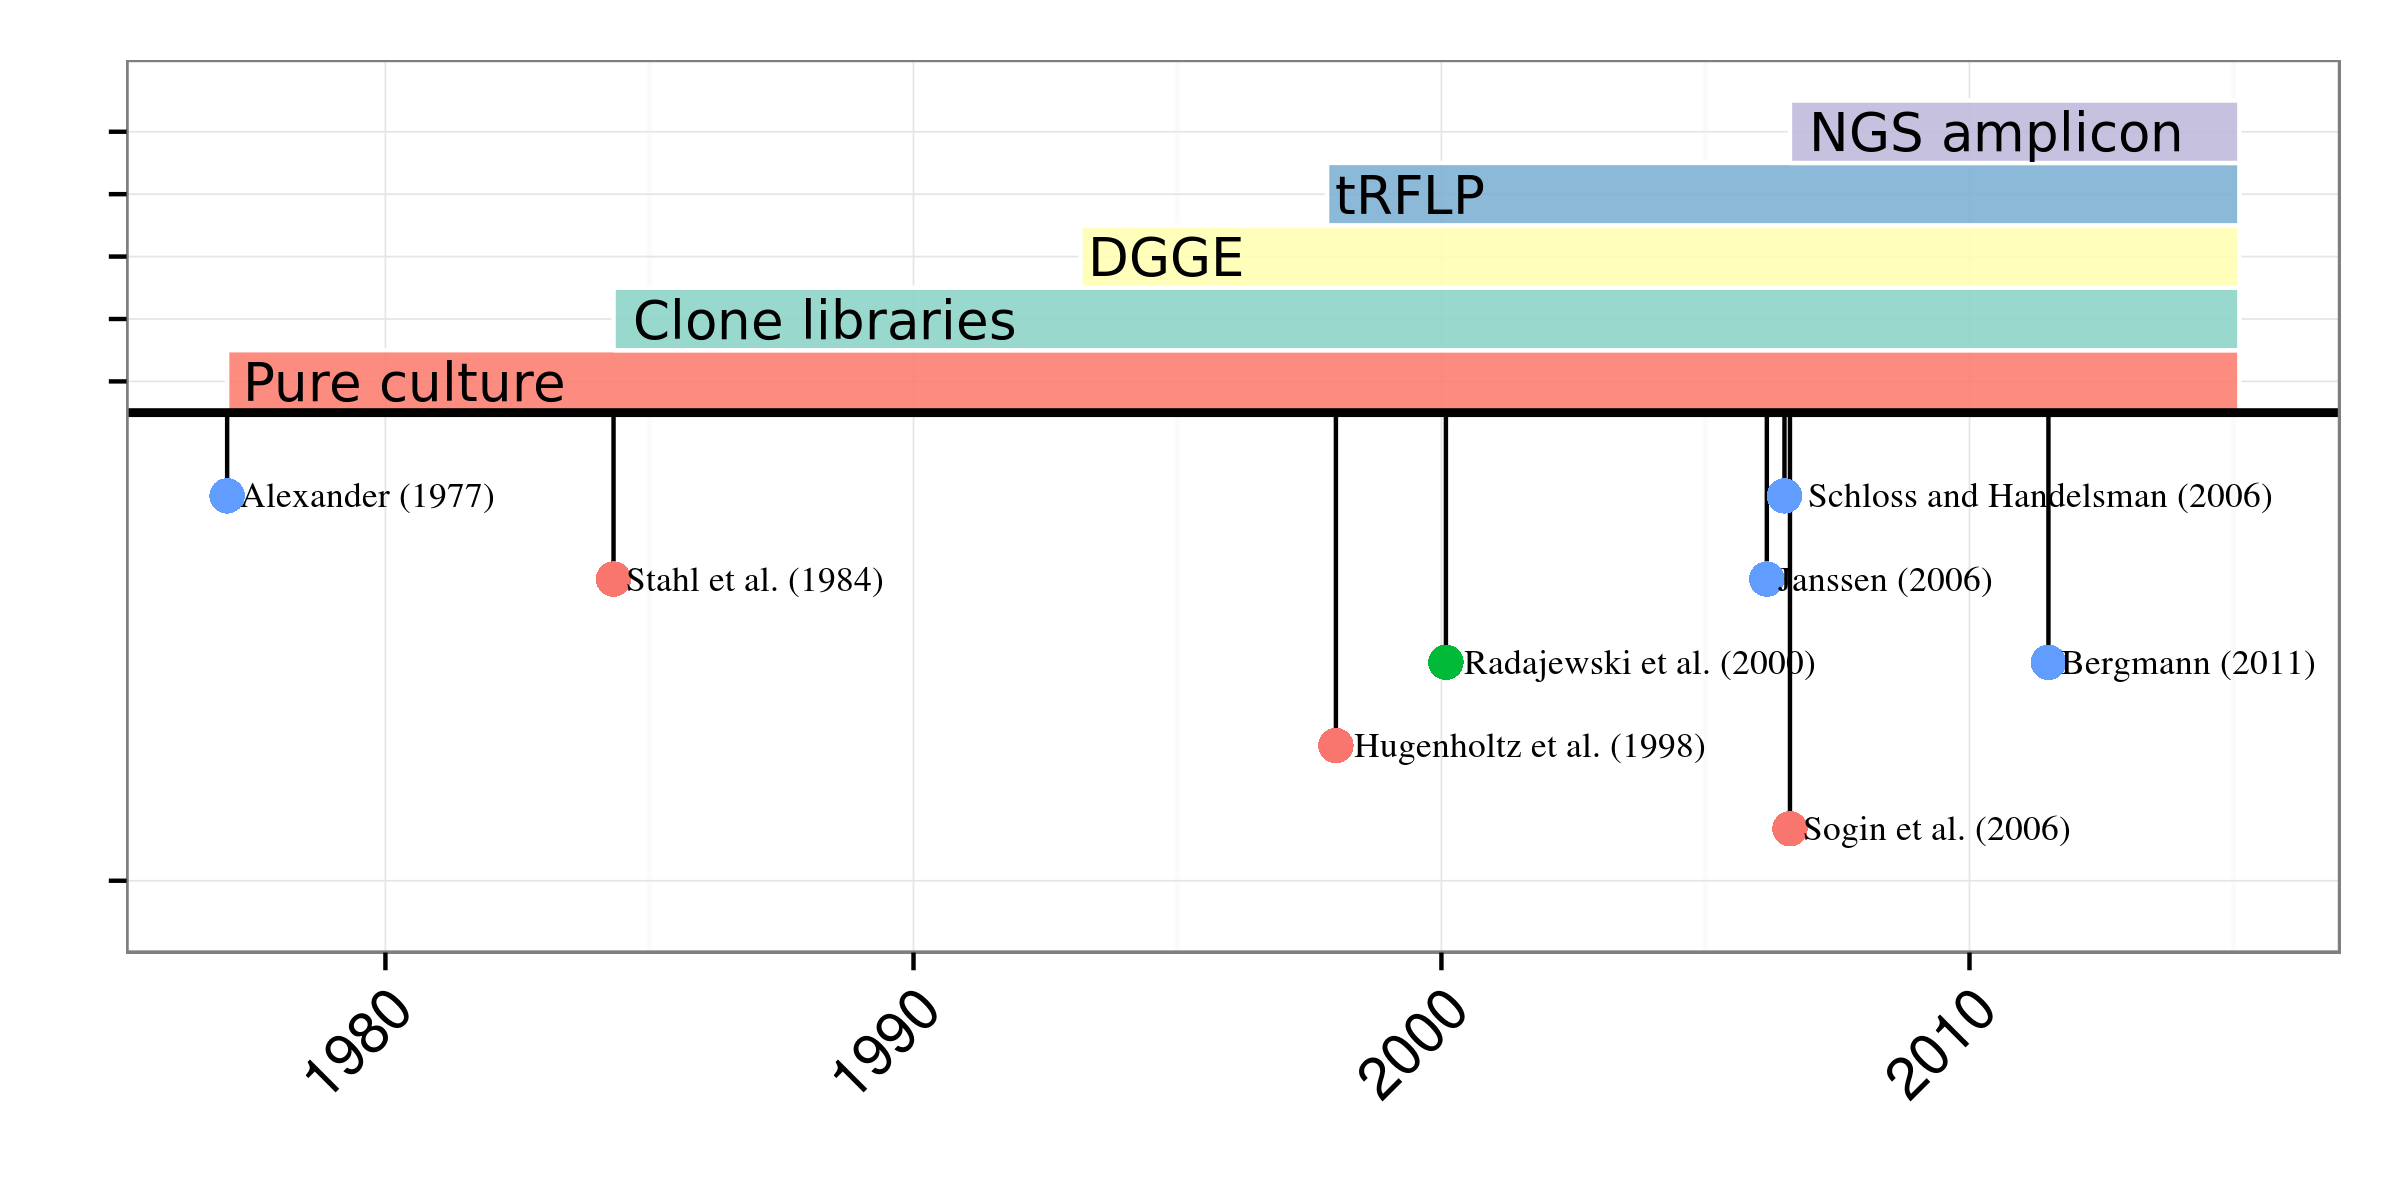 NGS amplicon
tRFLP
DGGE
Clone libraries
Pure culture
Alexander (1977)
Schloss and Handelsman (2006)
Stahl et al. (1984)
Janssen (2006)
Radajewski et al. (2000)
Bergmann (2011)
Hugenholtz et al. (1998)
Sogin et al. (2006)
1980
1990
2000
2010